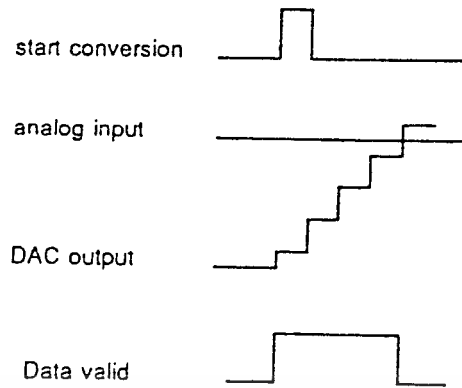 start conversion
analog input
DAC output
Data valid